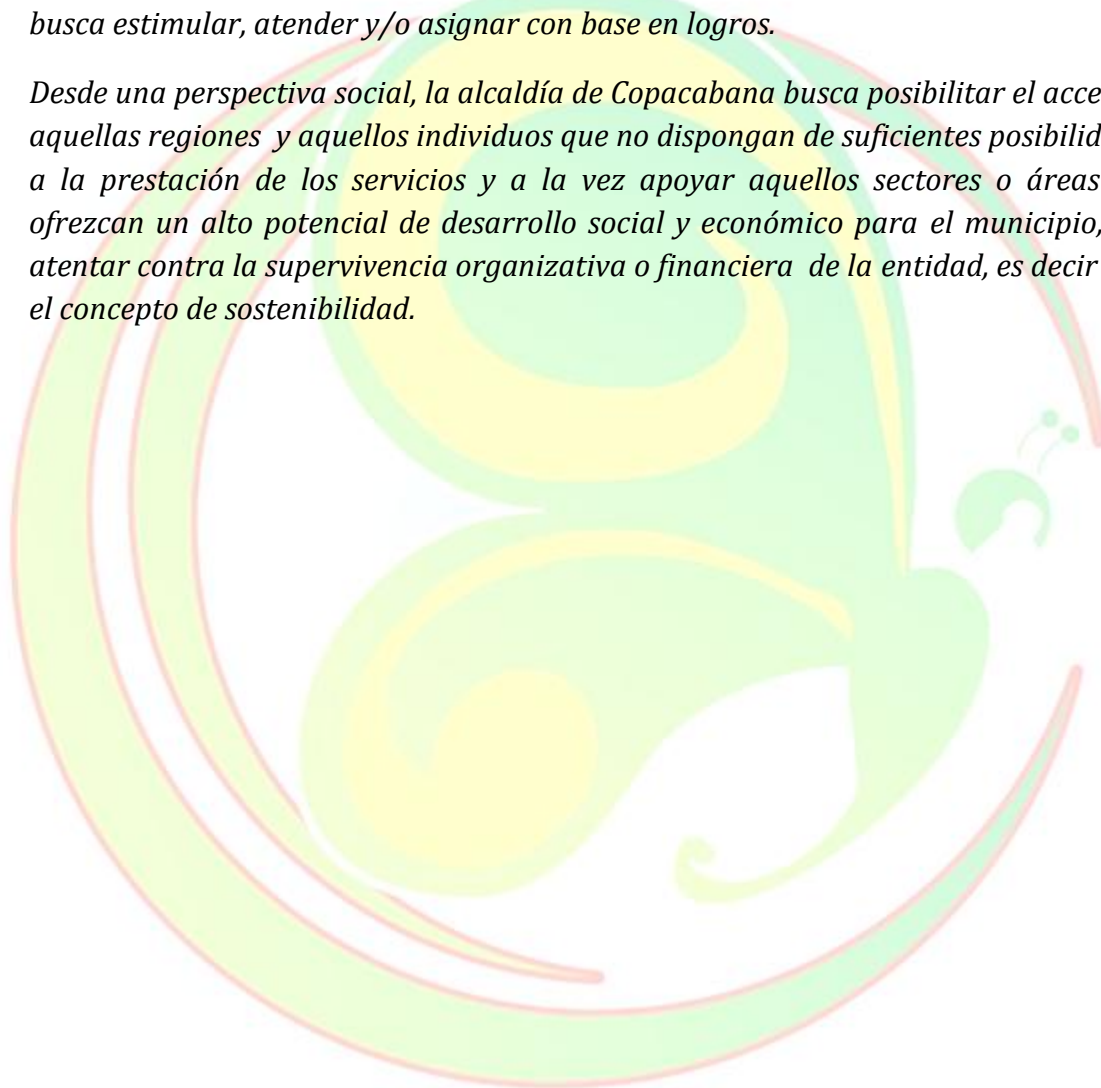 busca estimular, atender y/o asignar con base en logros.
Desde una perspectiva social, la alcaldía de Copacabana busca posibilitar el acce
aquellas regiones y aquellos individuos que no dispongan de suficientes posibilid
a la prestación de los servicios y a la vez apoyar aquellos sectores o áreas
ofrezcan un alto potencial de desarrollo social y económico para el municipio,
atentar contra la supervivencia organizativa o financiera de la entidad, es decir
el concepto de sostenibilidad.